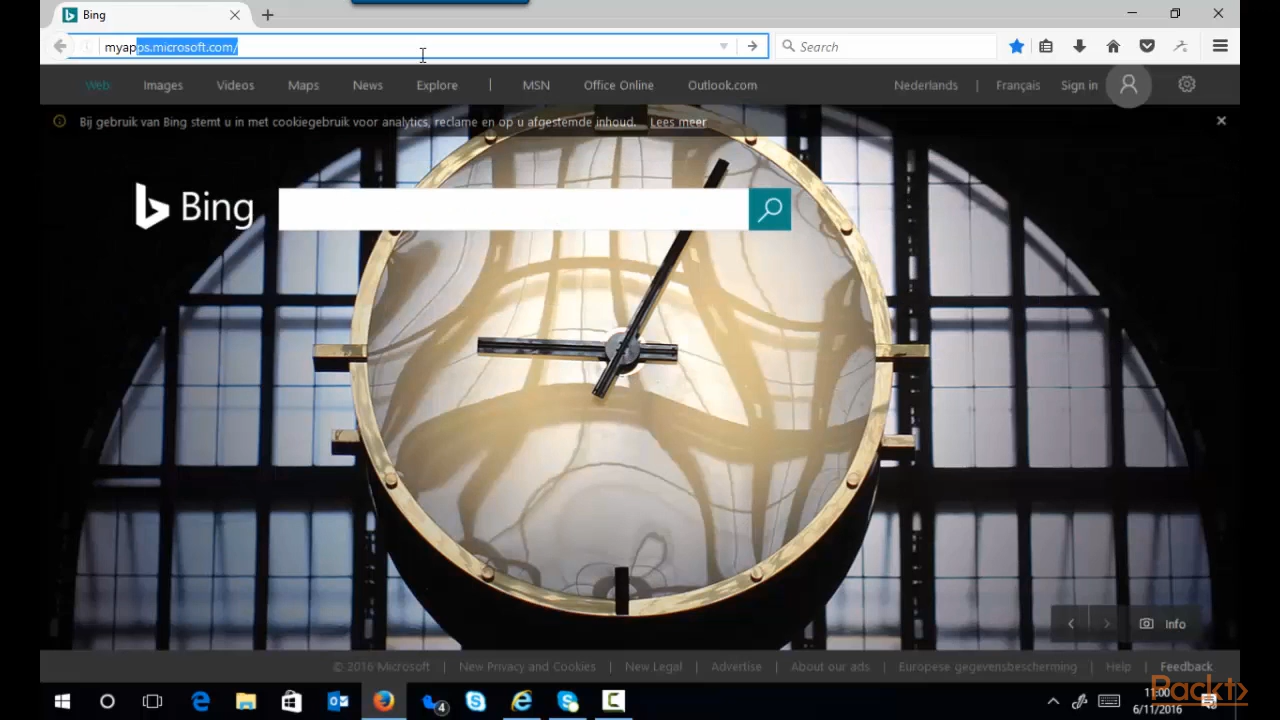 Bing
myapps.microsoft.com/
Search
Web Images Videos Maps News Explore | MSN Office Online Outlook.com Nederlands | Français Sign in
Bij gebruik van Bing stemt u in met cookiegebruik voor analytics, reclame en op u afgestemde inhoud. Lees meer
Bing
Info
© 2016 Microsoft | New Privacy and Cookies | New Legal | Advertise | About our ads | Europese gegevensbescherming | Help | Feedback
4
11:00
6/11/2016
Packt>